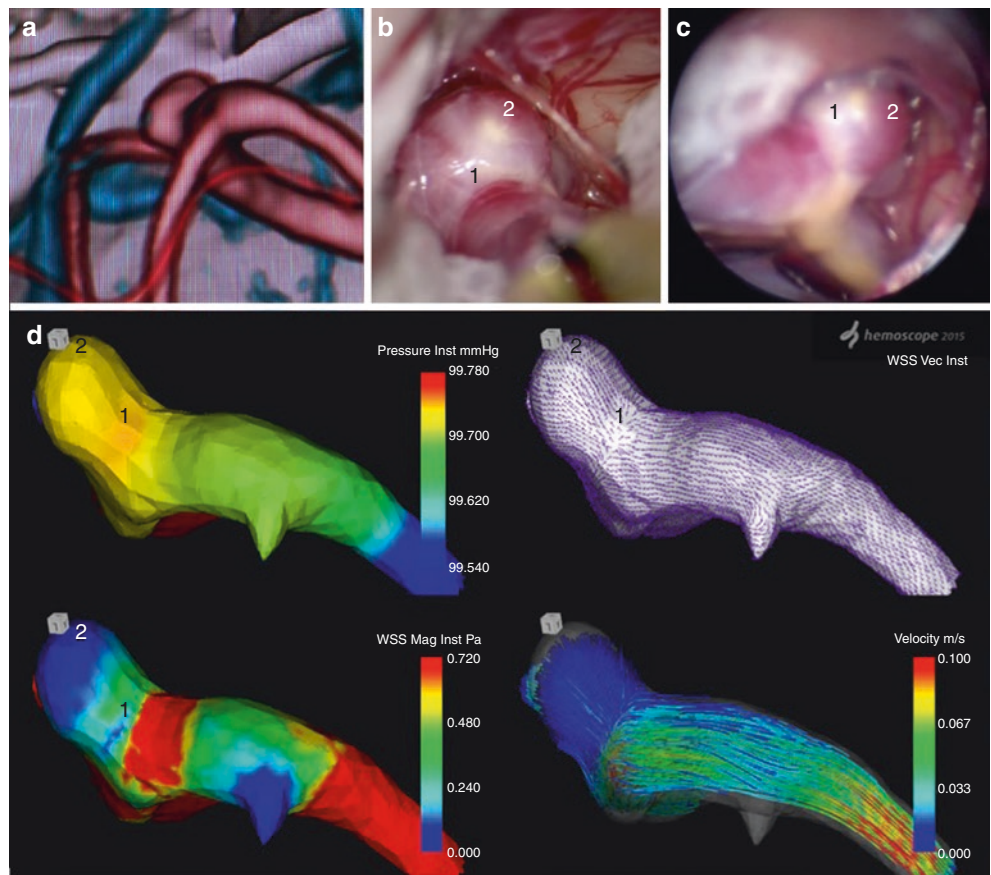 a
b
c
2
1
1
2
d
2
1
Pressure Inst mmHg
99.780
99.700
99.620
99.540
2
1
hemoscope 2015
WSS Vec Inst
2
1
WSS Mag Inst Pa
0.720
0.480
0.240
0.000
Velocity m/s
0.100
0.067
0.033
0.000